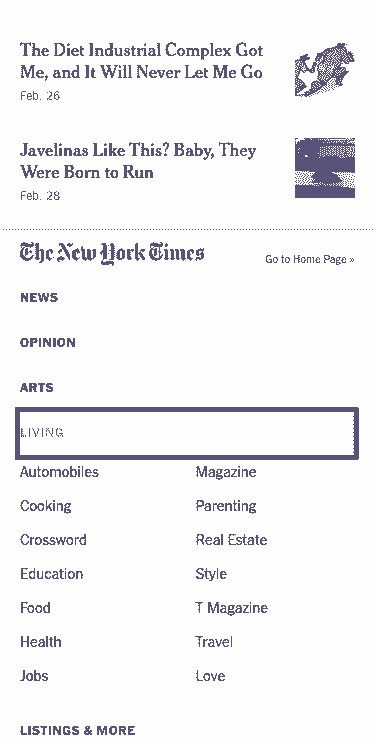 The Diet Industrial Complex Got
Me, and It Will Never Let Me Go
Feb. 26
Javelinas Like This? Baby, They
Were Born to Run
Feb. 28
The New York Times
Go to Home Page »
NEWS
OPINION
ARTS
LIVING
Automobiles Magazine
Cooking Parenting
Crossword Real Estate
Education Style
Food T Magazine
Health Travel
Jobs Love
LISTINGS & MORE